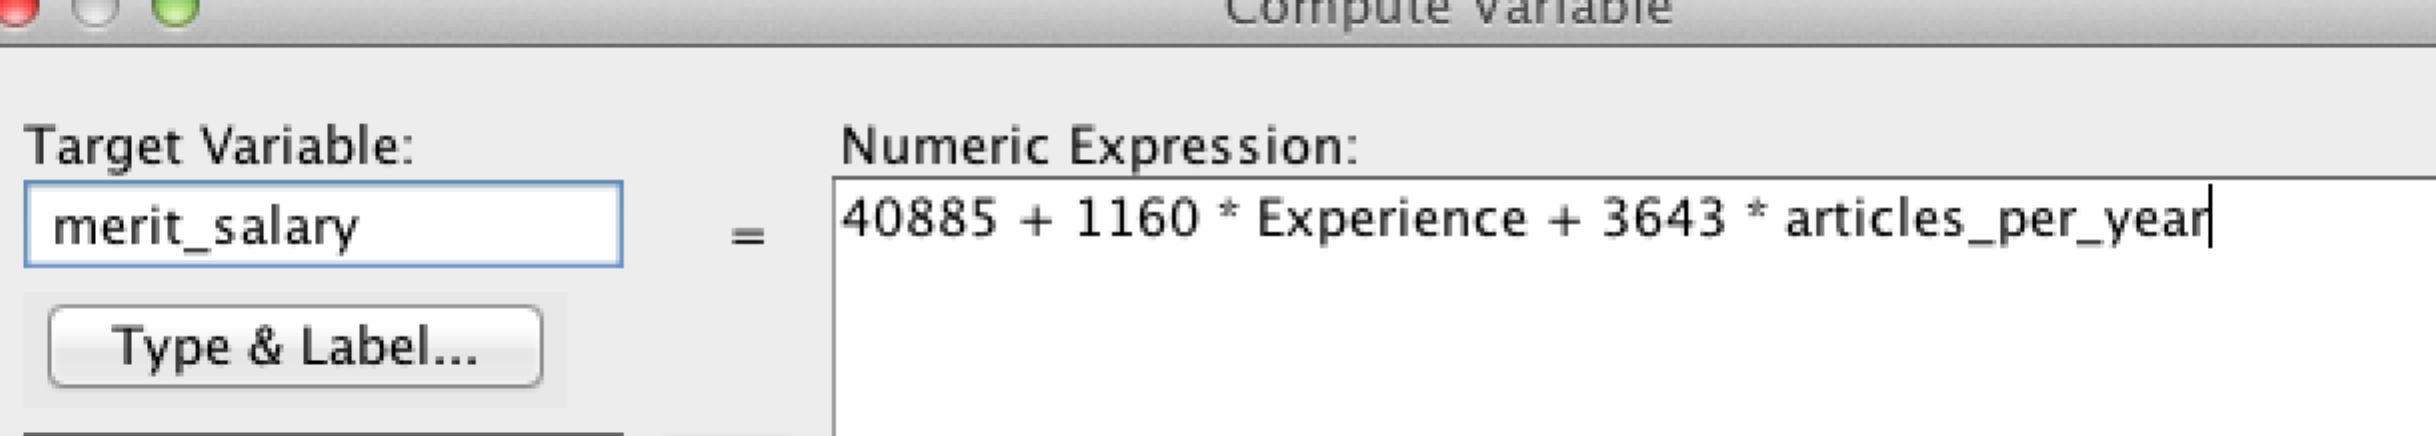 Compute Variable
Target Variable:
Numeric Expression:
merit_salary
=
40885 + 1160 * Experience + 3643 * articles_per_year
Type & Label...